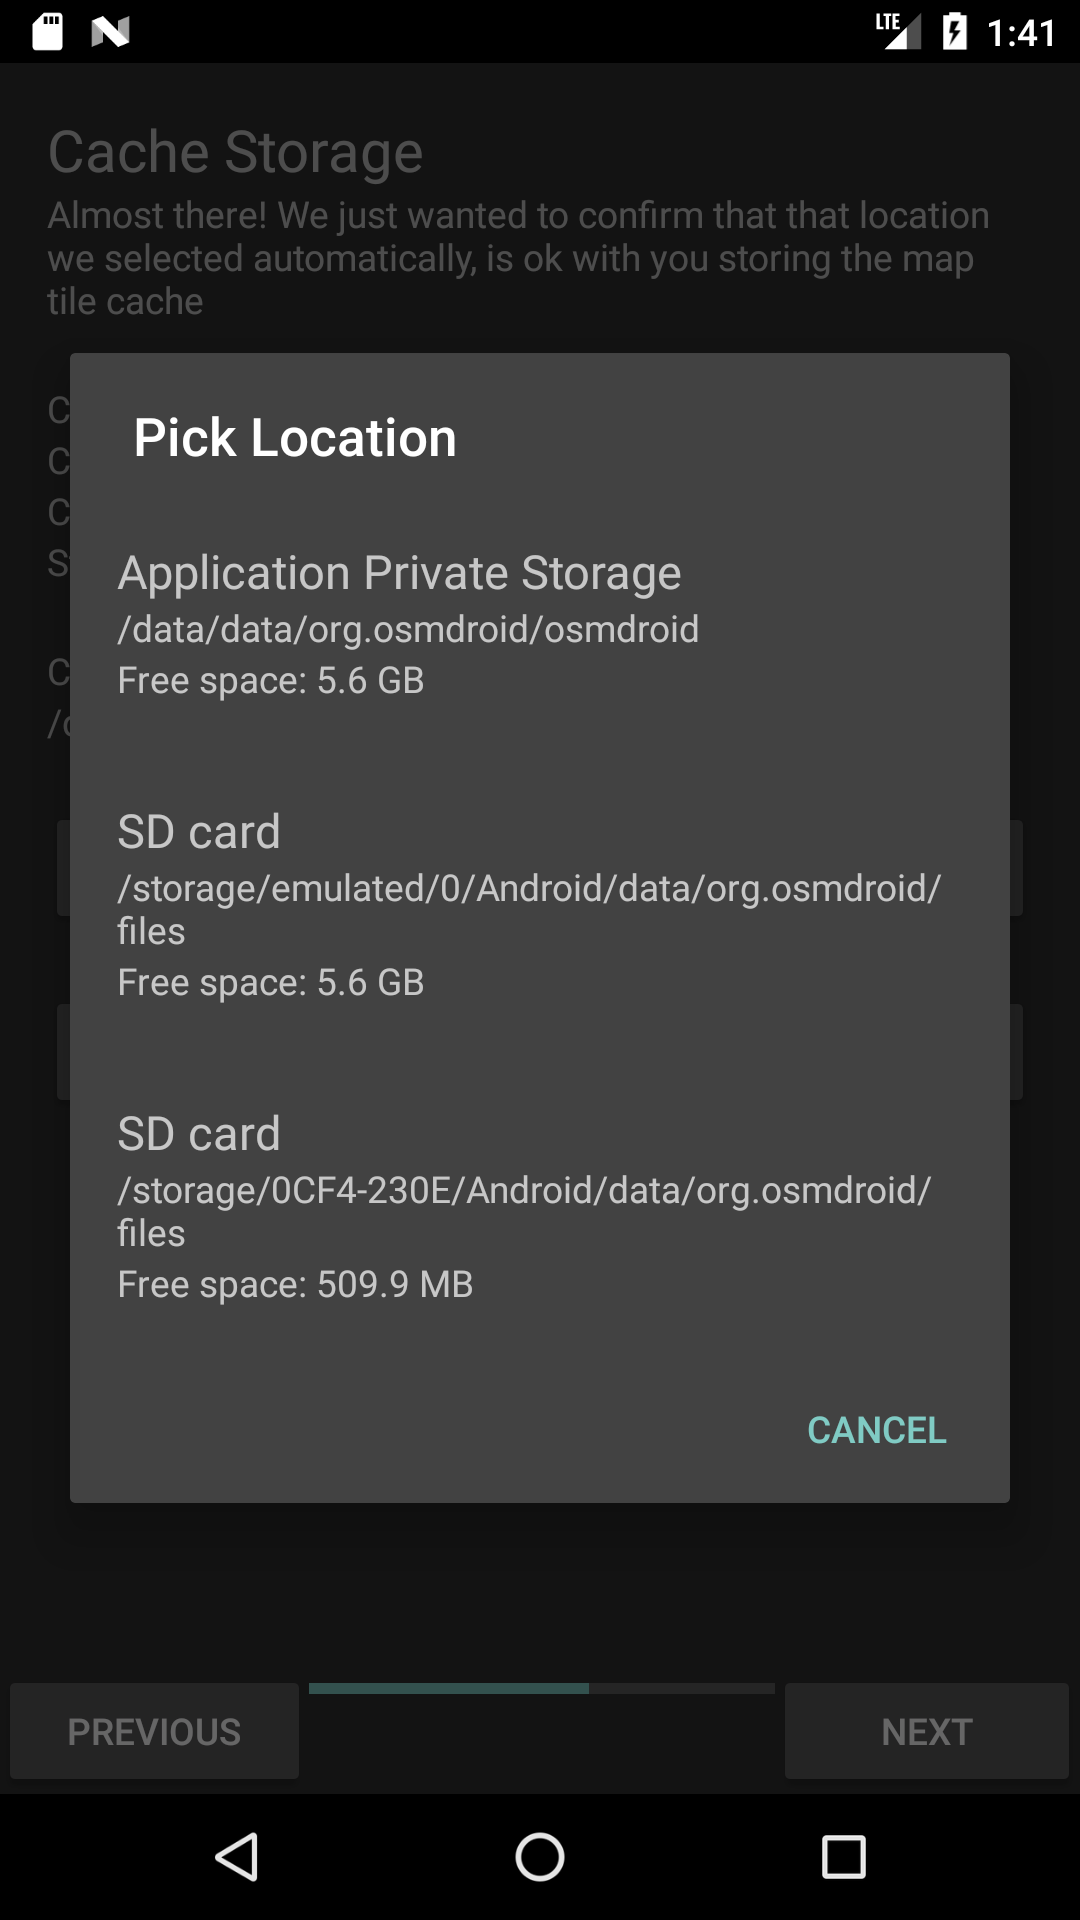 LTE 1:41
Cache Storage
Almost there! We just wanted to confirm that that location
we selected automatically, is ok with you storing the map
tile cache
Pick Location
Application Private Storage
/data/data/org.osmdroid/osmdroid
Free space: 5.6 GB
SD card
/storage/emulated/0/Android/data/org.osmdroid/
files
Free space: 5.6 GB
SD card
/storage/0CF4-230E/Android/data/org.osmdroid/
files
Free space: 509.9 MB
CANCEL
PREVIOUS
NEXT